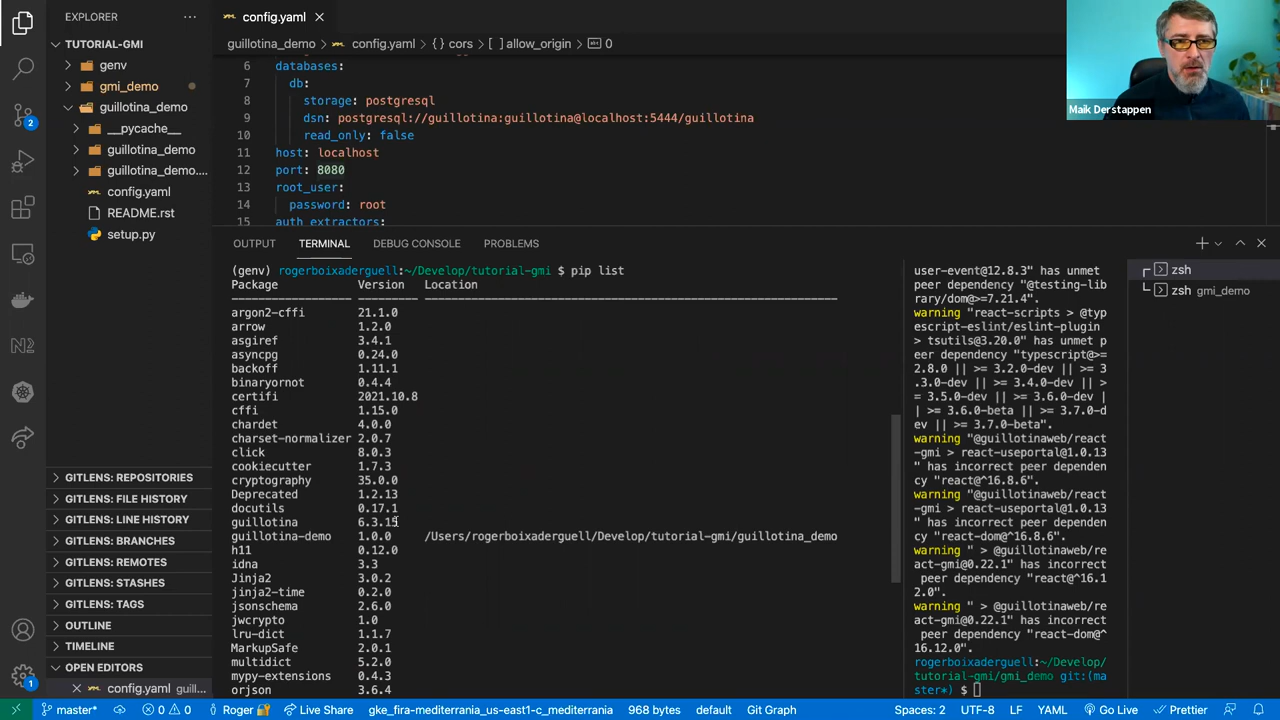 EXPLORER
TUTORIAL-GMI
genv
gmi_demo
guillotina_demo
__pycache__
guillotina_demo
guillotina_demo....
config.yaml
README.rst
setup.py
GITLENS: REPOSITORIES
GITLENS: FILE HISTORY
GITLENS: LINE HISTORY
GITLENS: BRANCHES
GITLENS: REMOTES
GITLENS: STASHES
GITLENS: TAGS
OUTLINE
TIMELINE
OPEN EDITORS
config.yaml guill...
2
1
config.yaml
guillotina_demo > config.yaml > {} cors > [ ] allow_origin > 0
6 databases:
7 db:
8 storage: postgresql
9 dsn: postgresql://guillotina:guillotina@localhost:5444/guillotina
10 read_only: false
11 host: localhost
12 port: 8080
13 root_user:
14 password: root
15 auth_extractors:
Maik Derstappen
OUTPUT TERMINAL DEBUG CONSOLE PROBLEMS
(genv) rogerboixaderguell:~/Develop/tutorial-gmi $ pip list
Package Version Location
------------------ --------- -----------------------------------------------------------
argon2-cffi 21.1.0
arrow 1.2.0
asgiref 3.4.1
asyncpg 0.24.0
backoff 1.11.1
binaryornot 0.4.4
certifi 2021.10.8
cffi 1.15.0
chardet 4.0.0
charset-normalizer 2.0.7
click 8.0.3
cookiecutter 1.7.3
cryptography 35.0.0
Deprecated 1.2.13
docutils 0.17.1
guillotina 6.3.15
guillotina-demo 1.0.0 /Users/rogerboixaderguell/Develop/tutorial-gmi/guillotina_demo
h11 0.12.0
idna 3.3
Jinja2 3.0.2
jinja2-time 0.2.0
jsonschema 2.6.0
jwcrypto 1.0
lru-dict 1.1.7
MarkupSafe 2.0.1
multidict 5.2.0
mypy-extensions 0.4.3
orjson 3.6.4
user-event@12.8.3" has unmet
peer dependency "@testing-lib
rary/dom@>=7.21.4".
warning "react-scripts > @typ
escript-eslint/eslint-plugin
> tsutils@3.20.0" has unmet p
eer dependency "typescript@>=
2.8.0 || >= 3.2.0-dev || >= 3
.3.0-dev || >= 3.4.0-dev || >
= 3.5.0-dev || >= 3.6.0-dev |
| >= 3.6.0-beta || >= 3.7.0-d
ev || >= 3.7.0-beta".
warning "@guillotinaweb/react
-gmi > react-useportal@1.0.13
" has incorrect peer dependen
cy "react@^16.8.6".
warning "@guillotinaweb/react
-gmi > react-useportal@1.0.13
" has incorrect peer dependen
cy "react-dom@^16.8.6".
warning " > @guillotinaweb/re
act-gmi@0.22.1" has incorrect
peer dependency "react@^16.1
2.0".
warning " > @guillotinaweb/re
act-gmi@0.22.1" has incorrect
peer dependency "react-dom@^
16.12.0".
rogerboixaderguell:~/Develop/
tutorial-gmi/gmi_demo git:(ma
ster*) $
zsh
zsh gmi_demo
master* 0 0 Roger Live Share gke_fira-mediterrania_us-east1-c_mediterrania 968 bytes default Git Graph Spaces: 2 UTF-8 LF YAML Go Live Prettier